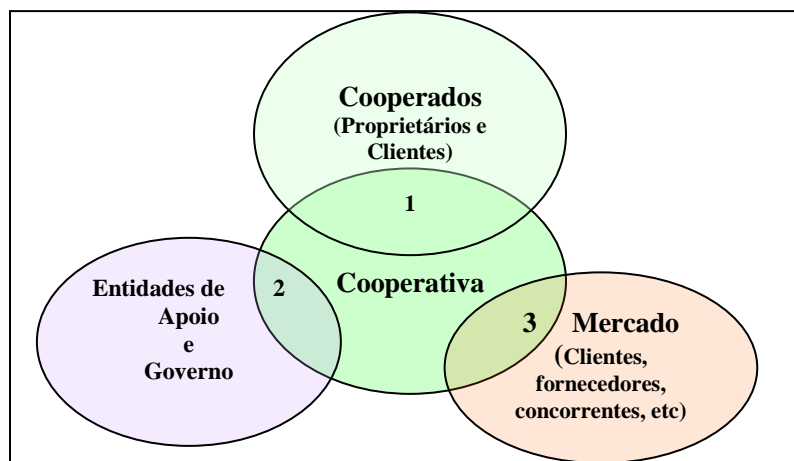 Cooperados
(Proprietários e
Clientes)
1
Cooperativa
Entidades de
Apoio
e
Governo
2
3
Mercado
(Clientes,
fornecedores,
concorrentes, etc)